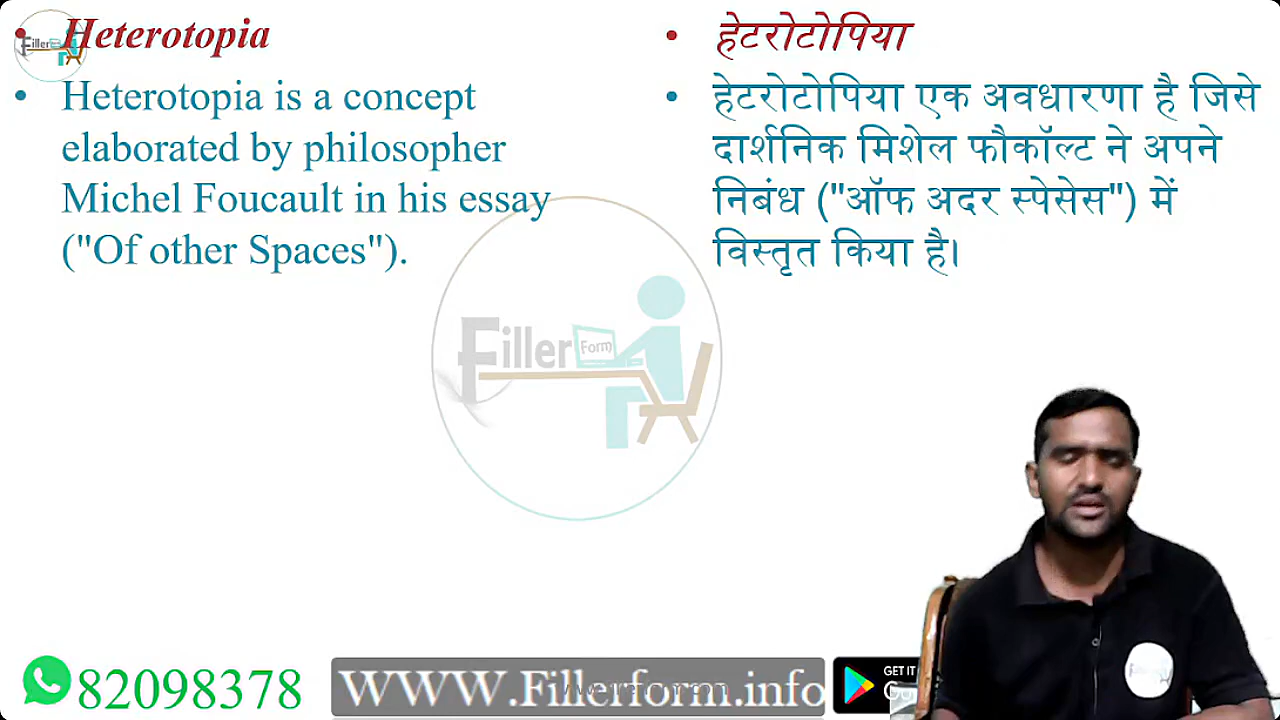 Heterotopia
Heterotopia is a concept
elaborated by philosopher
Michel Foucault in his essay
("Of other Spaces").
हेटरोटोपिया
हेटरोटोपिया एक अवधारणा है जिसे
दार्शनिक मिशेल फौकॉल्ट ने अपने
निबंध ("ऑफ अदर स्पेसेस") में
विस्तृत किया है।
Filler Form
82098378
WWW.Fillerform.info
GET IT